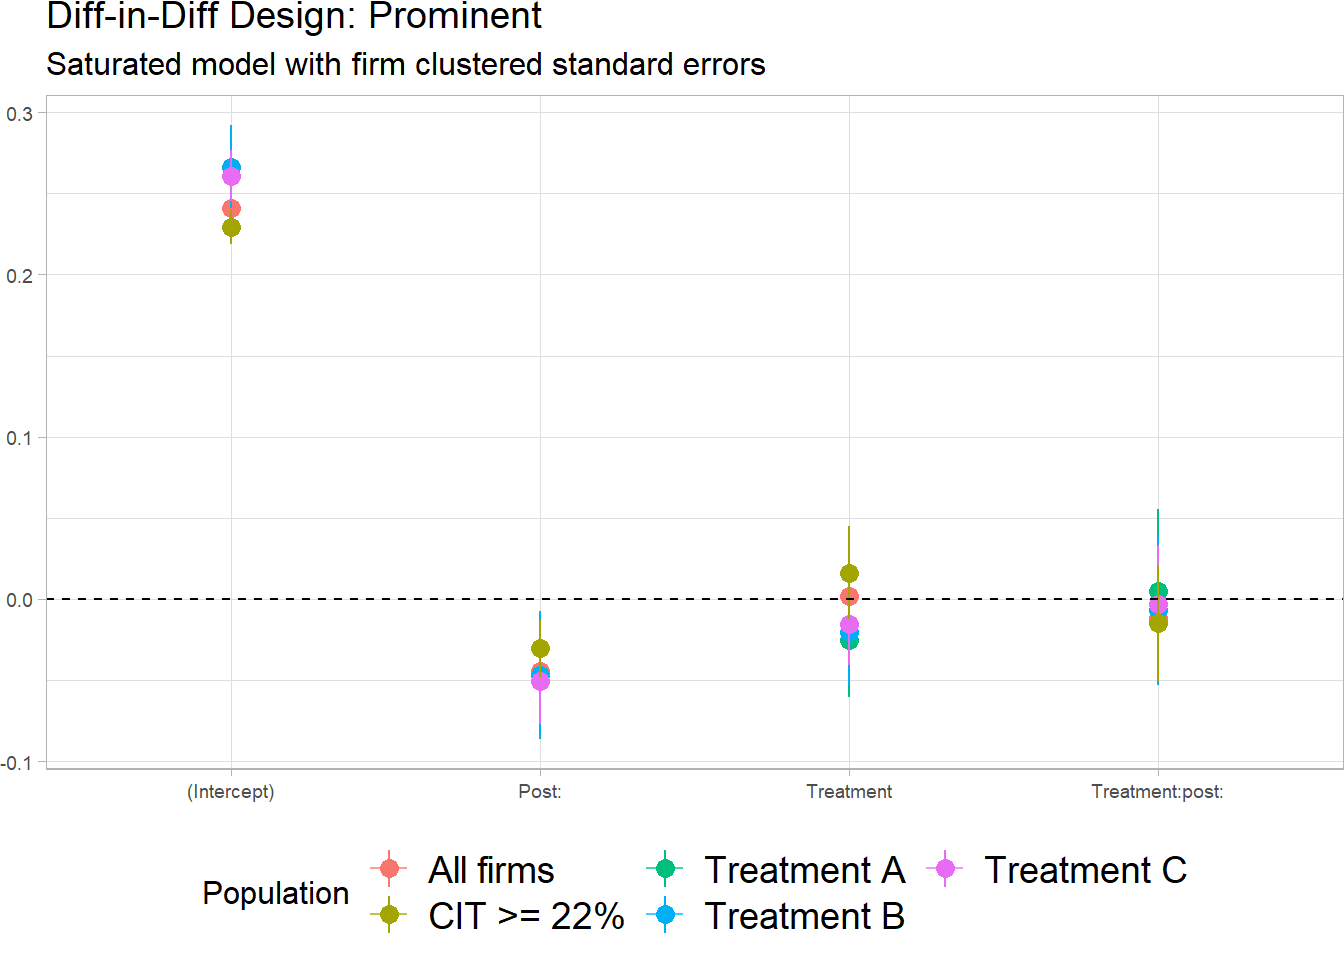 Diff-in-Diff Design: Prominent
Saturated model with firm clustered standard errors
0.3
0.2
0.1
0.0
-0.1
(Intercept) Post: Treatment Treatment:post:
Population
All firms Treatment A Treatment C
CIT >= 22% Treatment B